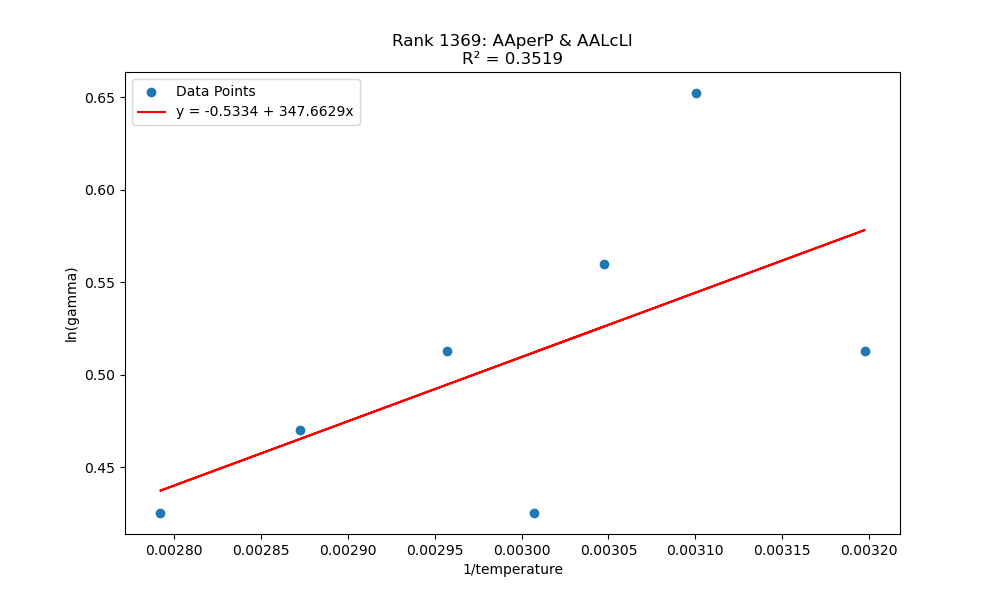 Rank 1369: AAperP & AALcLl
R² = 0.3519
Data Points
y = -0.5334 + 347.6629x
0.65
0.60
0.55
0.50
0.45
ln(gamma)
0.00280 0.00285 0.00290 0.00295 0.00300 0.00305 0.00310 0.00315 0.00320
1/temperature